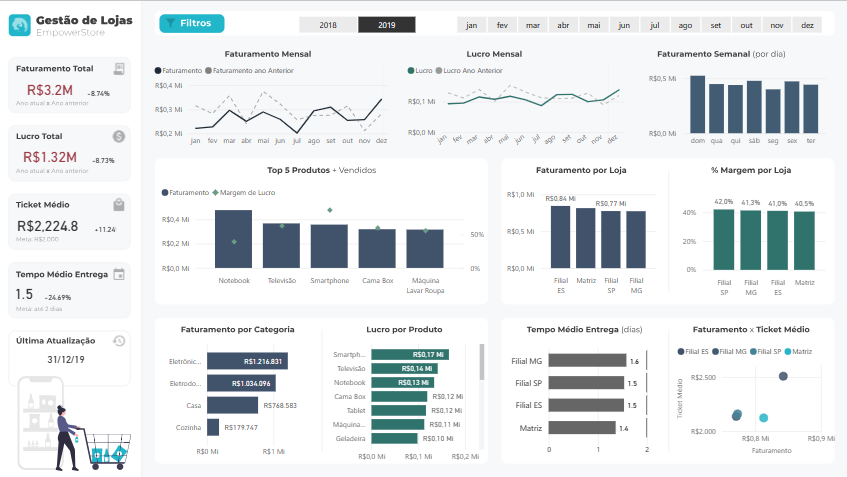 Gestão de Lojas
EmpowerStore
Filtros
2018
2019
jan fev mar abr mai jun jul ago set out nov dez
Faturamento Total
R$3.2M
-8.74%
Ano atual x Ano anterior
Lucro Total
R$1.32M
-8.73%
Ano atual x Ano anterior
Ticket Médio
R$2,224.8
+11.24
Meta: R$2,000
Tempo Médio Entrega
1.5
-24.69%
Meta: até 2 dias
Última Atualização
31/12/19
Faturamento Mensal
Faturamento Faturamento ano Anterior
R$0,4 Mi
R$0,3 Mi
R$0,2 Mi
jan fev mar abr mai jun jul ago set out nov dez
Lucro Mensal
Lucro Lucro Ano Anterior
R$0,1 Mi
R$0,0 Mi
jan fev mar abr mai jun jul ago set out nov dez
Faturamento Semanal (por dia)
R$0,5 Mi
R$0,0 Mi
dom qua qui sáb seg sex ter
Top 5 Produtos + Vendidos
Faturamento Margem de Lucro
R$0,4 Mi
R$0,2 Mi
R$0,0 Mi
50%
0%
Notebook Televisão Smartphone Cama Box Máquina
Lavar Roupa
Faturamento por Loja
R$1,0 Mi
R$0,5 Mi
R$0,0 Mi
R$0,84 Mi
R$0,77 Mi
Filial Matriz Filial Filial
ES SP MG
% Margem por Loja
40%
20%
0%
42,0% 41,3% 41,0% 40,5%
Filial Filial Filial Matriz
SP MG ES
Faturamento por Categoria
Eletrônic... R$1.216.831
Eletrodo... R$1.034.096
Casa R$768.583
Cozinha R$179.747
R$0 Mi R$1 Mi
Lucro por Produto
Smartph... R$0,17 Mi
Televisão R$0,14 Mi
Notebook R$0,13 Mi
Cama Box R$0,12 Mi
Tablet R$0,12 Mi
Máquina... R$0,11 Mi
Geladeira R$0,10 Mi
R$0,0 Mi R$0,1 Mi R$0,2 Mi
Tempo Médio Entrega (dias)
Filial MG 1.6
Filial SP 1.5
Filial ES 1.5
Matriz 1.4
0 1 2
Faturamento x Ticket Médio
Filial ES Filial MG Filial SP Matriz
Ticket Médio
R$2.500
R$2.000
R$0,8 Mi R$0,9 Mi
Faturamento